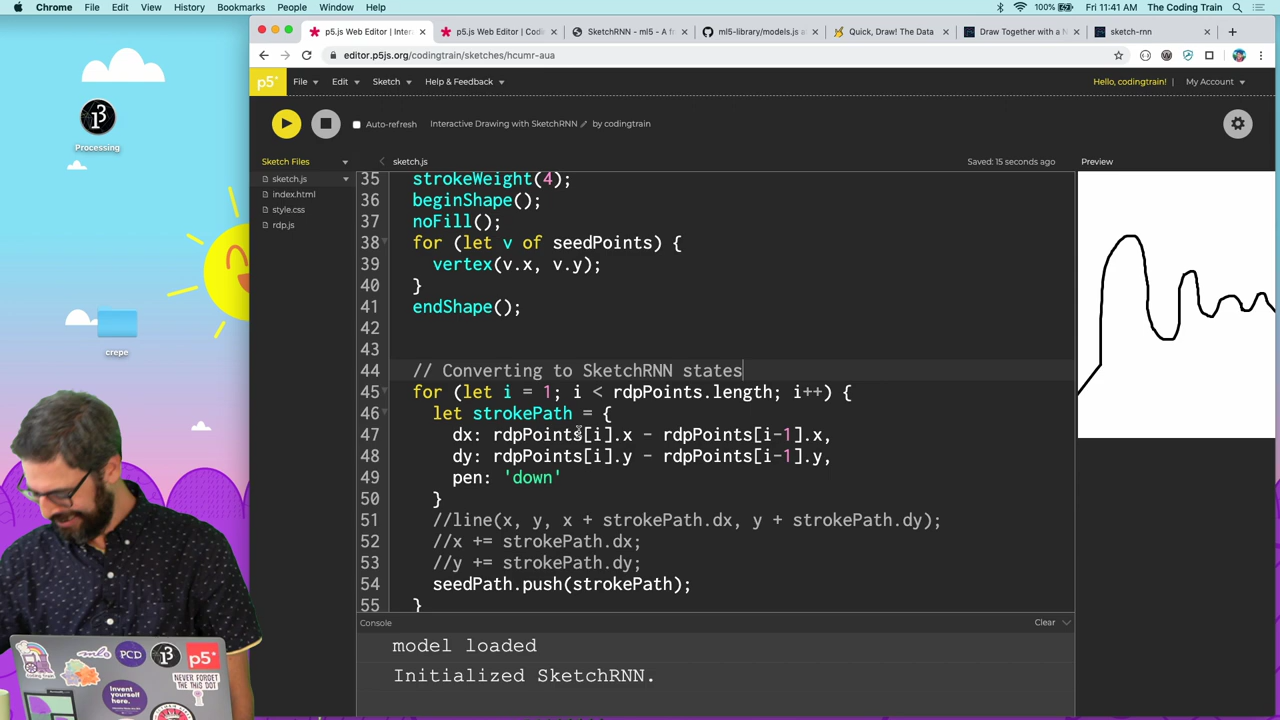 Chrome File Edit View History Bookmarks People Window Help 100% Fri 11:41 AM The Coding Train
p5.js Web Editor | Inter
p5.js Web Editor | Coding
SketchRNN - ml5 - A f
ml5-library/models.js a
Quick, Draw! The Data
Draw Together with a N
sketch-rnn
editor.p5js.org/codingtrain/sketches/hcumr-aua
p5* File Edit Sketch Help & Feedback Hello, codingtrain! My Account
Auto-refresh Interactive Drawing with SketchRNN by codingtrain
Processing
Sketch Files
sketch.js
index.html
style.css
rdp.js
sketch.js Saved: 15 seconds ago Preview
35 strokeWeight(4);
36 beginShape();
37 noFill();
38 for (let v of seedPoints) {
39 vertex(v.x, v.y);
40 }
41 endShape();
42
43
44 // Converting to SketchRNN states
45 for (let i = 1; i < rdpPoints.length; i++) {
46 let strokePath = {
47 dx: rdpPoints[i].x - rdpPoints[i-1].x,
48 dy: rdpPoints[i].y - rdpPoints[i-1].y,
49 pen: 'down'
50 }
51 //line(x, y, x + strokePath.dx, y + strokePath.dy);
52 //x += strokePath.dx;
53 //y += strokePath.dy;
54 seedPath.push(strokePath);
55 }
Console Clear
model loaded
Initialized SketchRNN.
crepe
ml5
PCD
p5*
NEVER FORGET THE THIS DOT
Invent yourself here.